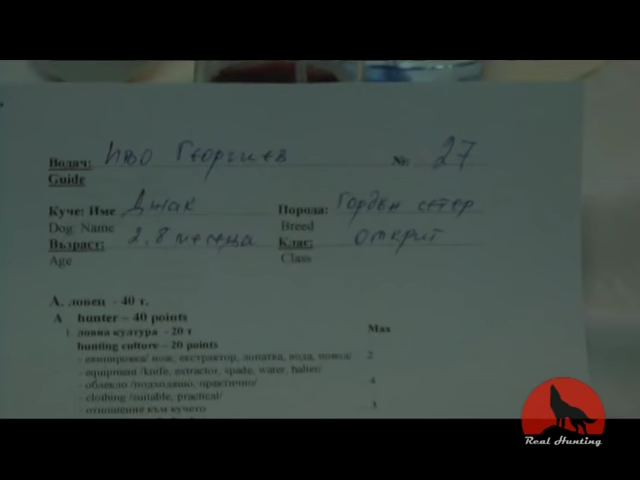 Водач: Иво Георгиев №: 27
Guide
Куче: Име Джак Порода: Гордон сетер
Dog: Name Breed
Възраст: 2.8 месеца Клас: открит
Age Class
А. ловец - 40 т.
A hunter – 40 points
1 ловна култура - 20 т Max
hunting culture – 20 points
- екипировка/ нож, екстрактор, лопатка, вода, повод/ 2
- equipment /knife, extractor, spade, water, halter/
- облекло /подходящо, практично/ 4
- clothing /suitable, practical/
- отношение към кучето 3
Real Hunting